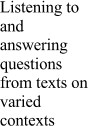 Listening to
and
answering
questions
from texts on
varied
contexts